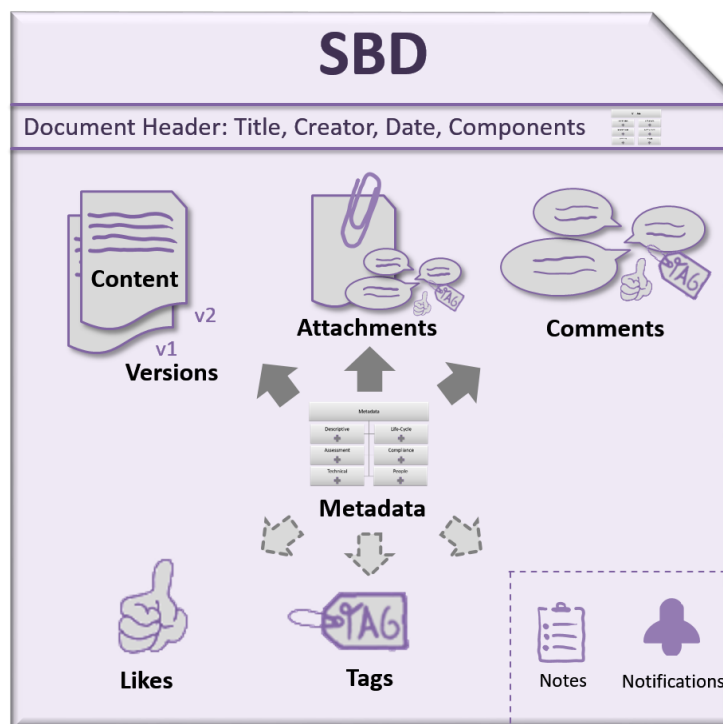 SBD
Document Header: Title, Creator, Date, Components
Content
v2
v1
Versions
TAG
Attachments
TAG
Comments
Metadata
Descriptive
Life-Cycle
Assessment
Compliance
Technical
People
Metadata
Likes
TAG
Tags
Notes
Notifications